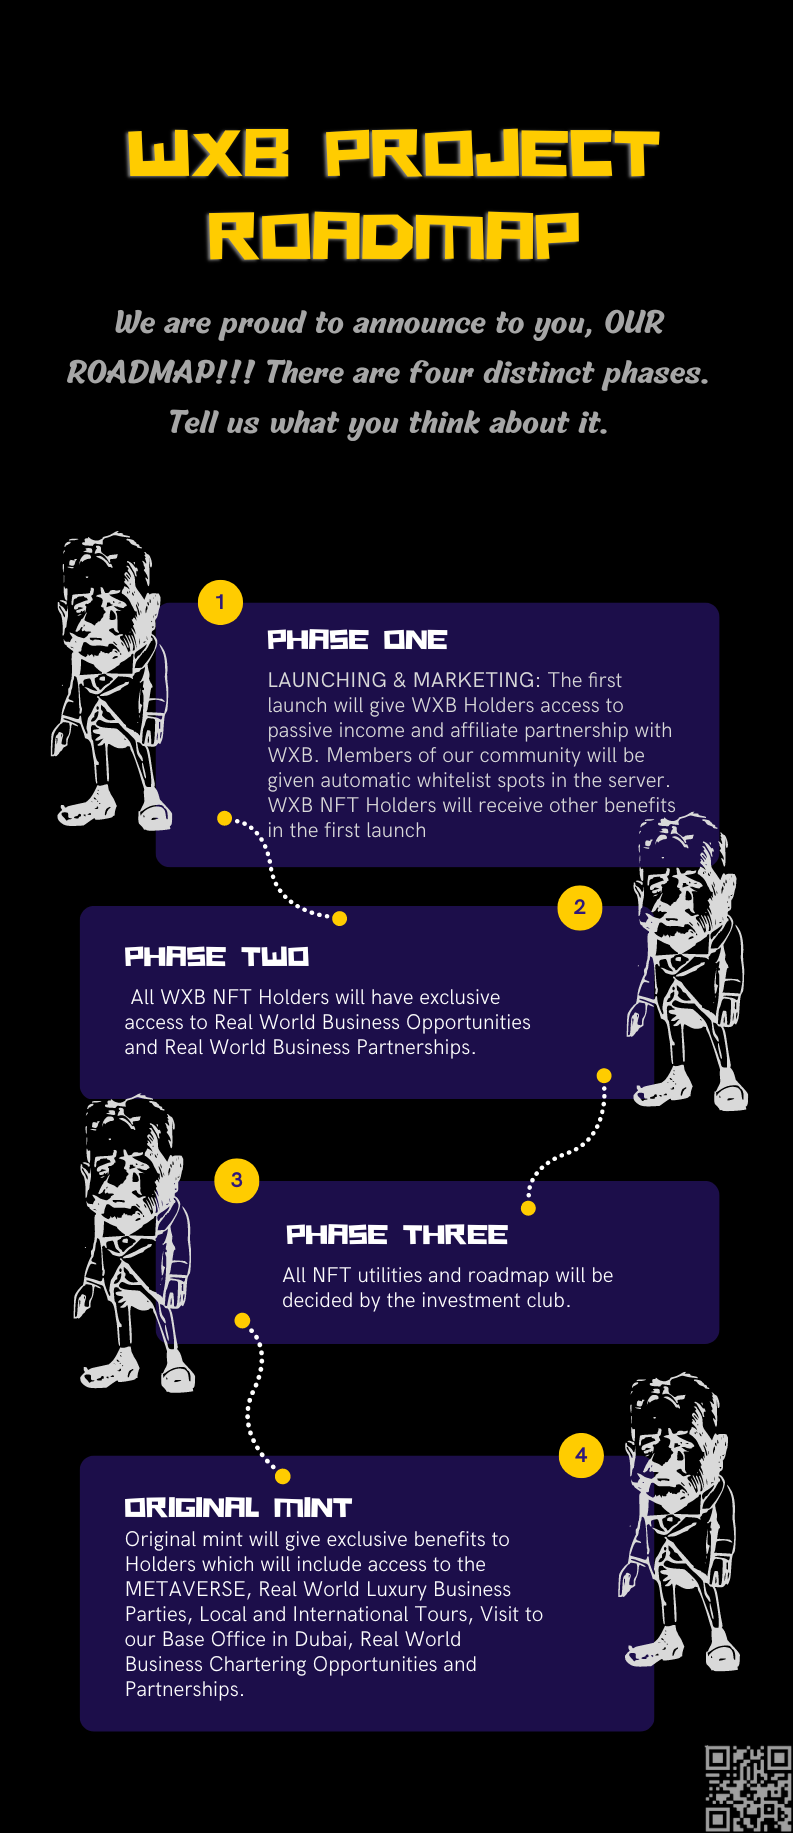 WXB PROJECT
ROADMAP
We are proud to announce to you, OUR
ROADMAP!!! There are four distinct phases.
Tell us what you think about it.
1
PHASE ONE
LAUNCHING & MARKETING: The first
launch will give WXB Holders access to
passive income and affiliate partnership with
WXB. Members of our community will be
given automatic whitelist spots in the server.
WXB NFT Holders will receive other benefits
in the first launch
2
PHASE TWO
All WXB NFT Holders will have exclusive
access to Real World Business Opportunities
and Real World Business Partnerships.
3
PHASE THREE
All NFT utilities and roadmap will be
decided by the investment club.
4
ORIGINAL MINT
Original mint will give exclusive benefits to
Holders which will include access to the
METAVERSE, Real World Luxury Business
Parties, Local and International Tours, Visit to
our Base Office in Dubai, Real World
Business Chartering Opportunities and
Partnerships.